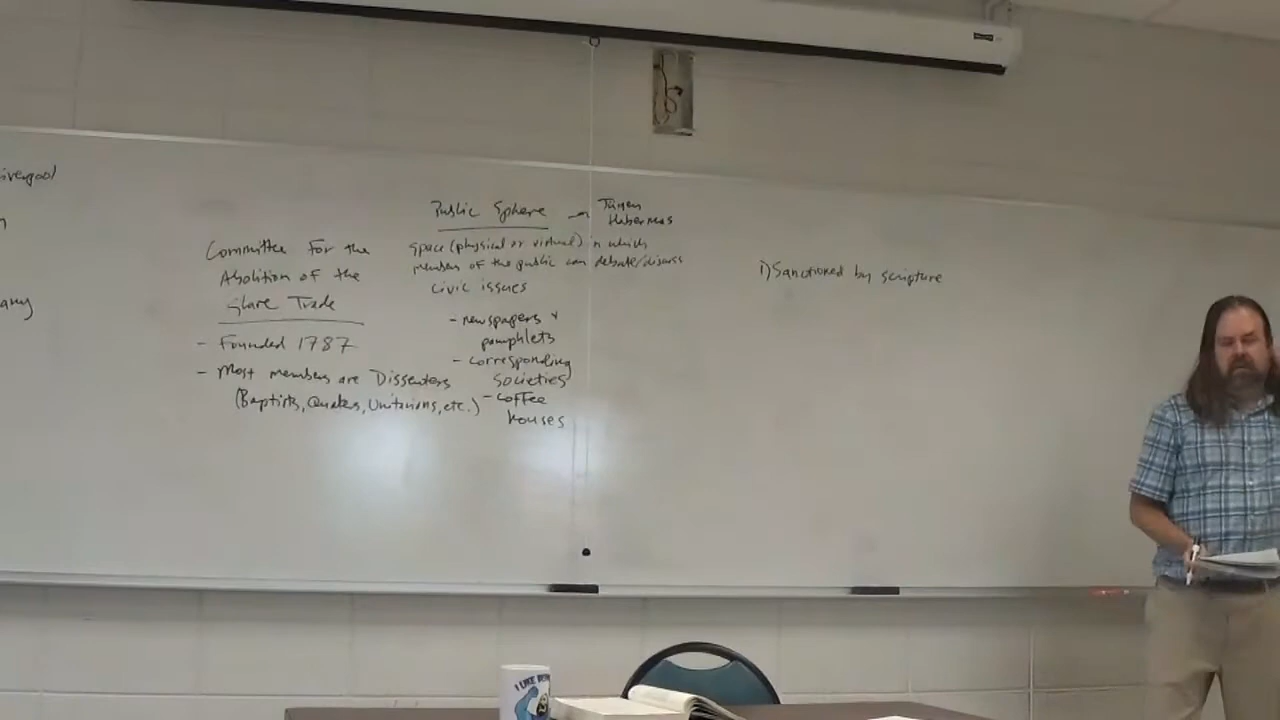 Liverpool
Committee for the
Abolition of the
Slave Trade
- Founded 1787
- Most members are Dissenters
(Baptists, Quakers, Unitarians, etc.)
Public Sphere
Jürgen
Habermas
space (physical or virtual) in which
members of the public can debate/discuss
civic issues
- newspapers +
pamphlets
- corresponding
societies
- coffee
houses
1) Sanctioned by scripture
I LIKE